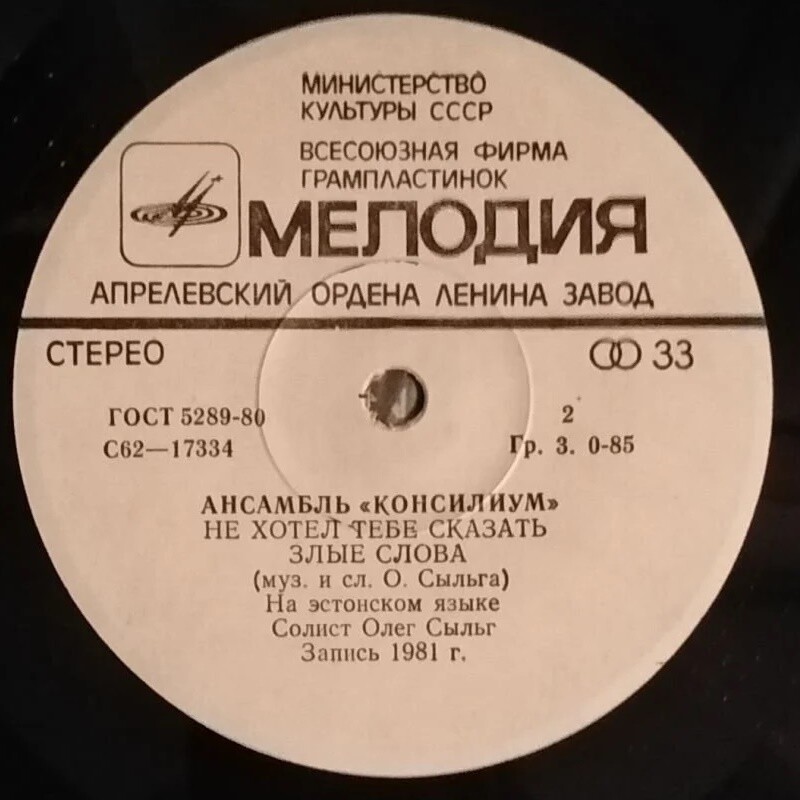 МИНИСТЕРСТВО
КУЛЬТУРЫ СССР
ВСЕСОЮЗНАЯ ФИРМА
ГРАМПЛАСТИНОК
МЕЛОДИЯ
АПРЕЛЕВСКИЙ ОРДЕНА ЛЕНИНА ЗАВОД
СТЕРЕО 33
ГОСТ 5289-80 2
С62—17334 Гр. 3. 0-85
АНСАМБЛЬ «КОНСИЛИУМ»
НЕ ХОТЕЛ ТЕБЕ СКАЗАТЬ
ЗЛЫЕ СЛОВА
(муз. и сл. О. Сыльга)
На эстонском языке
Солист Олег Сыльг
Запись 1981 г.